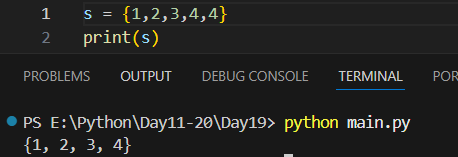 1 s = {1,2,3,4,4}
2 print(s)
PROBLEMS OUTPUT DEBUG CONSOLE TERMINAL POR
PS E:\Python\Day11-20\Day19> python main.py
{1, 2, 3, 4}